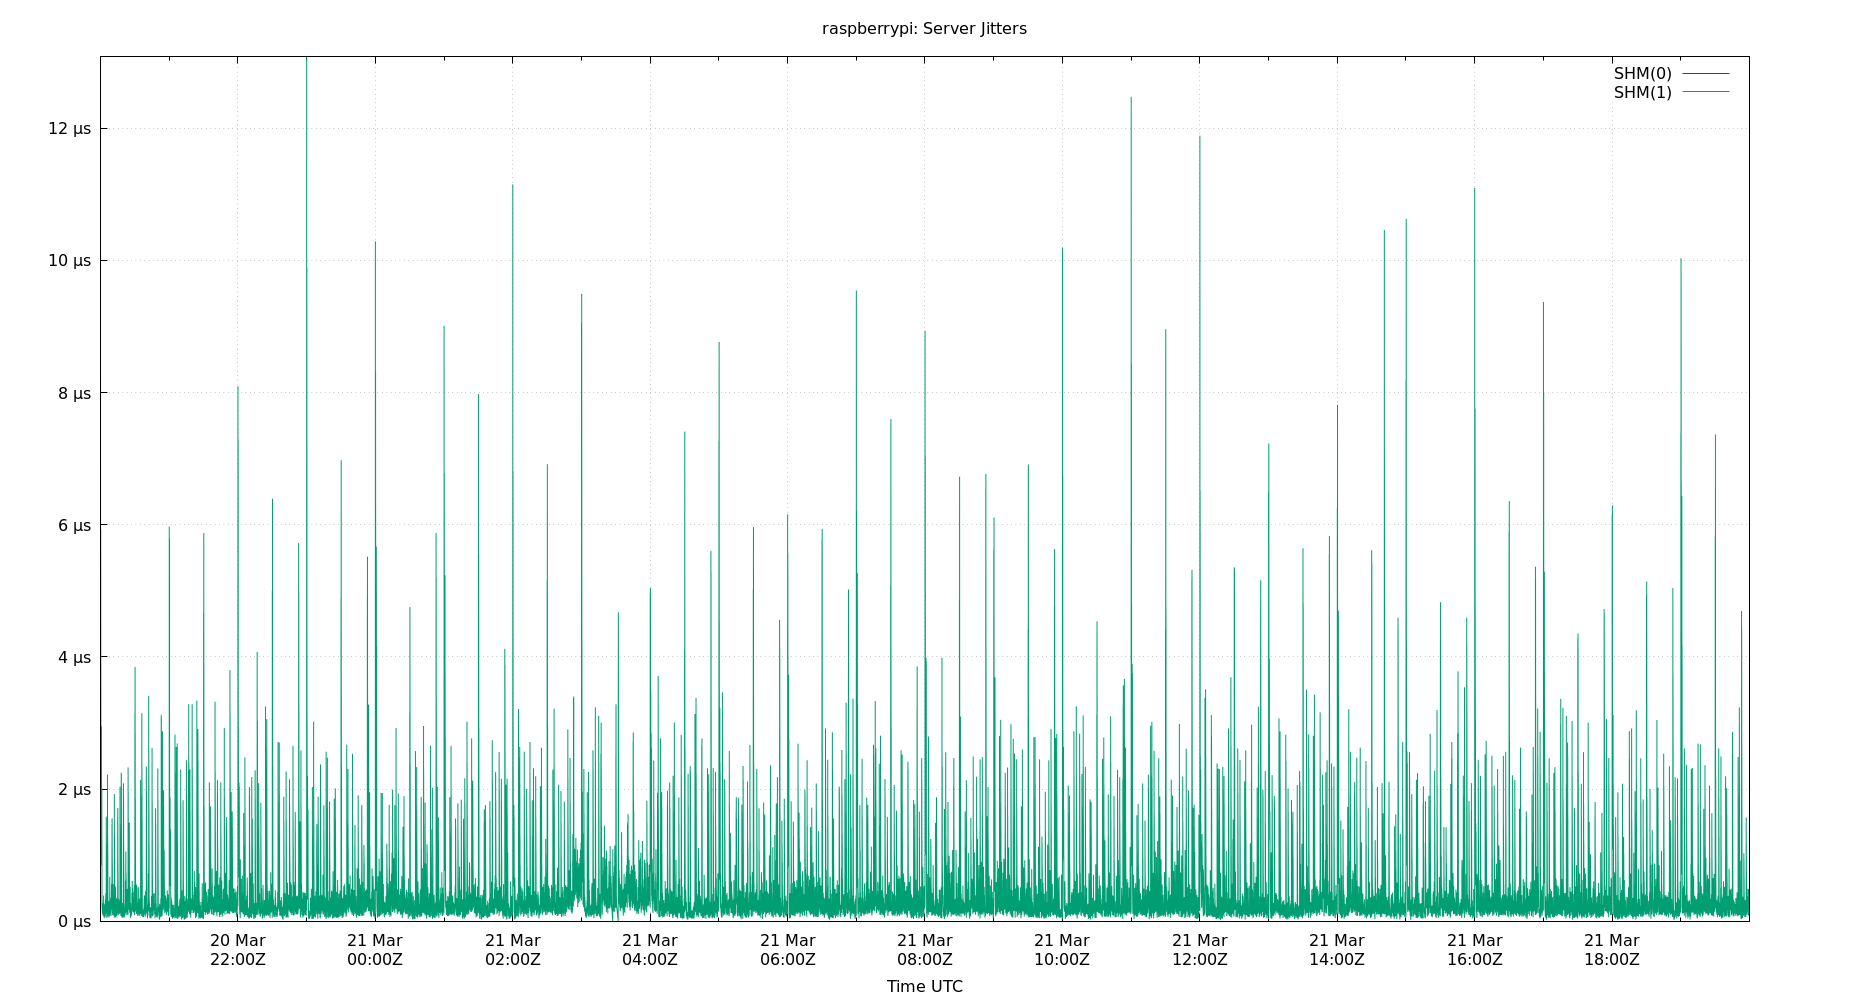 raspberrypi: Server Jitters
SHM(0)
SHM(1)
12 µs
10 µs
8 µs
6 µs
4 µs
2 µs
0 µs
20 Mar 21 Mar 21 Mar 21 Mar 21 Mar 21 Mar 21 Mar 21 Mar 21 Mar 21 Mar 21 Mar
22:00Z 00:00Z 02:00Z 04:00Z 06:00Z 08:00Z 10:00Z 12:00Z 14:00Z 16:00Z 18:00Z
Time UTC